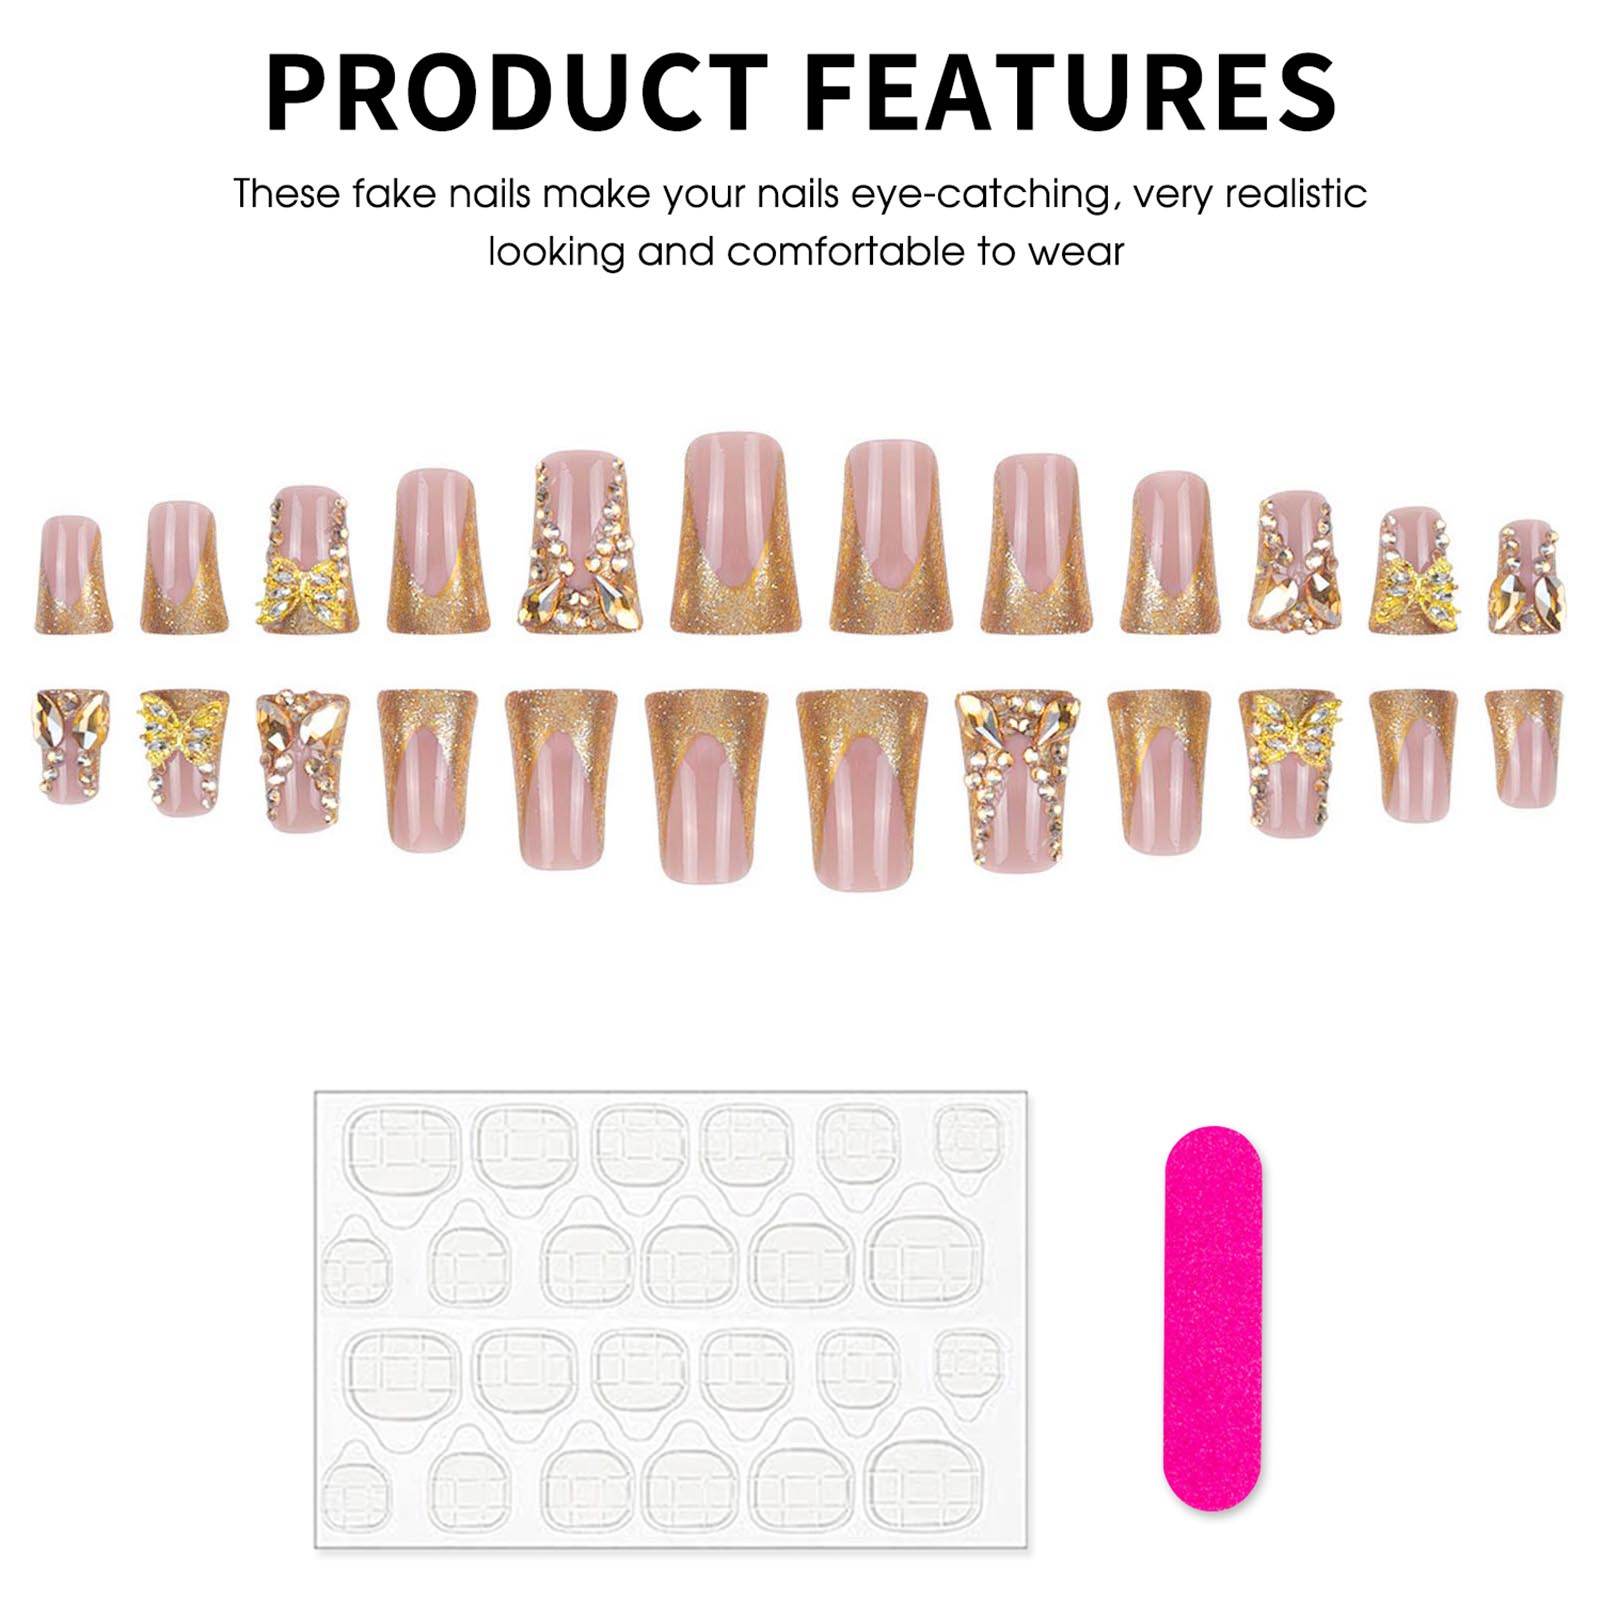 PRODUCT FEATURES
These fake nails make your nails eye-catching, very realistic
looking and comfortable to wear